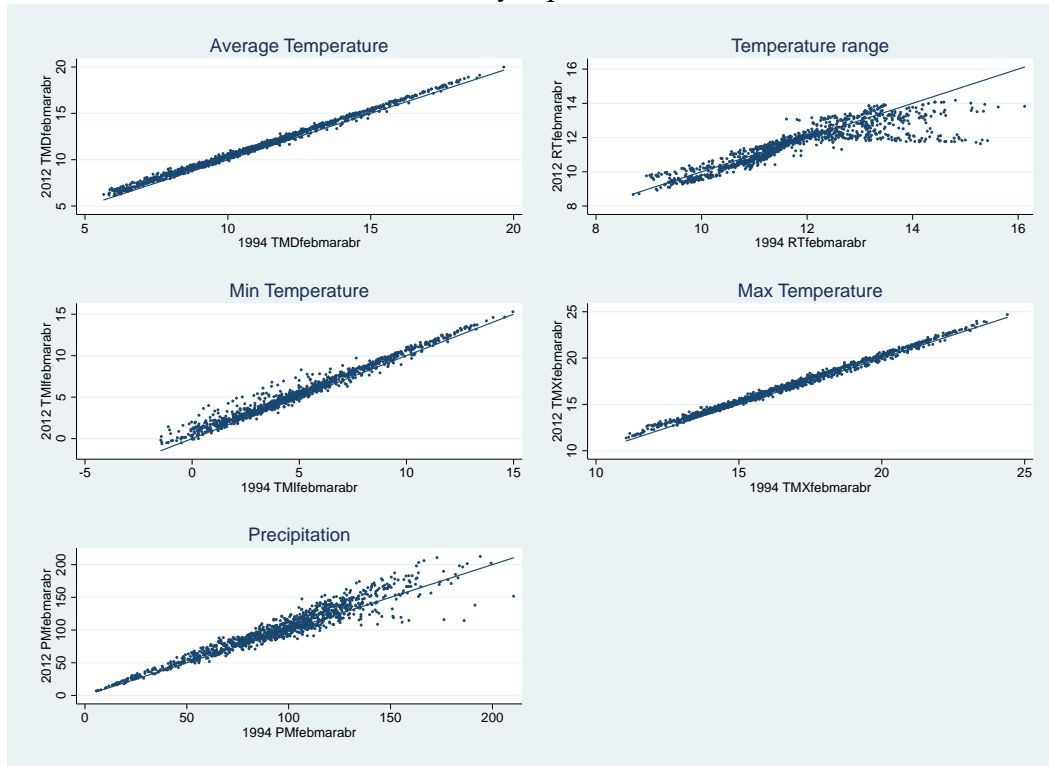 Average Temperature
2012 TMDfebmarabr
5 10 15 20
5 10 15 20
1994 TMDfebmarabr
Temperature range
2012 RTfebmarabr
8 10 12 14 16
8 10 12 14 16
1994 RTfebmarabr
Min Temperature
2012 TMIfebmarabr
0 5 10 15
-5 0 5 10 15
1994 TMIfebmarabr
Max Temperature
2012 TMXfebmarabr
10 15 20 25
10 15 20 25
1994 TMXfebmarabr
Precipitation
2012 PMfebmarabr
0 50 100 150 200
0 50 100 150 200
1994 PMfebmarabr